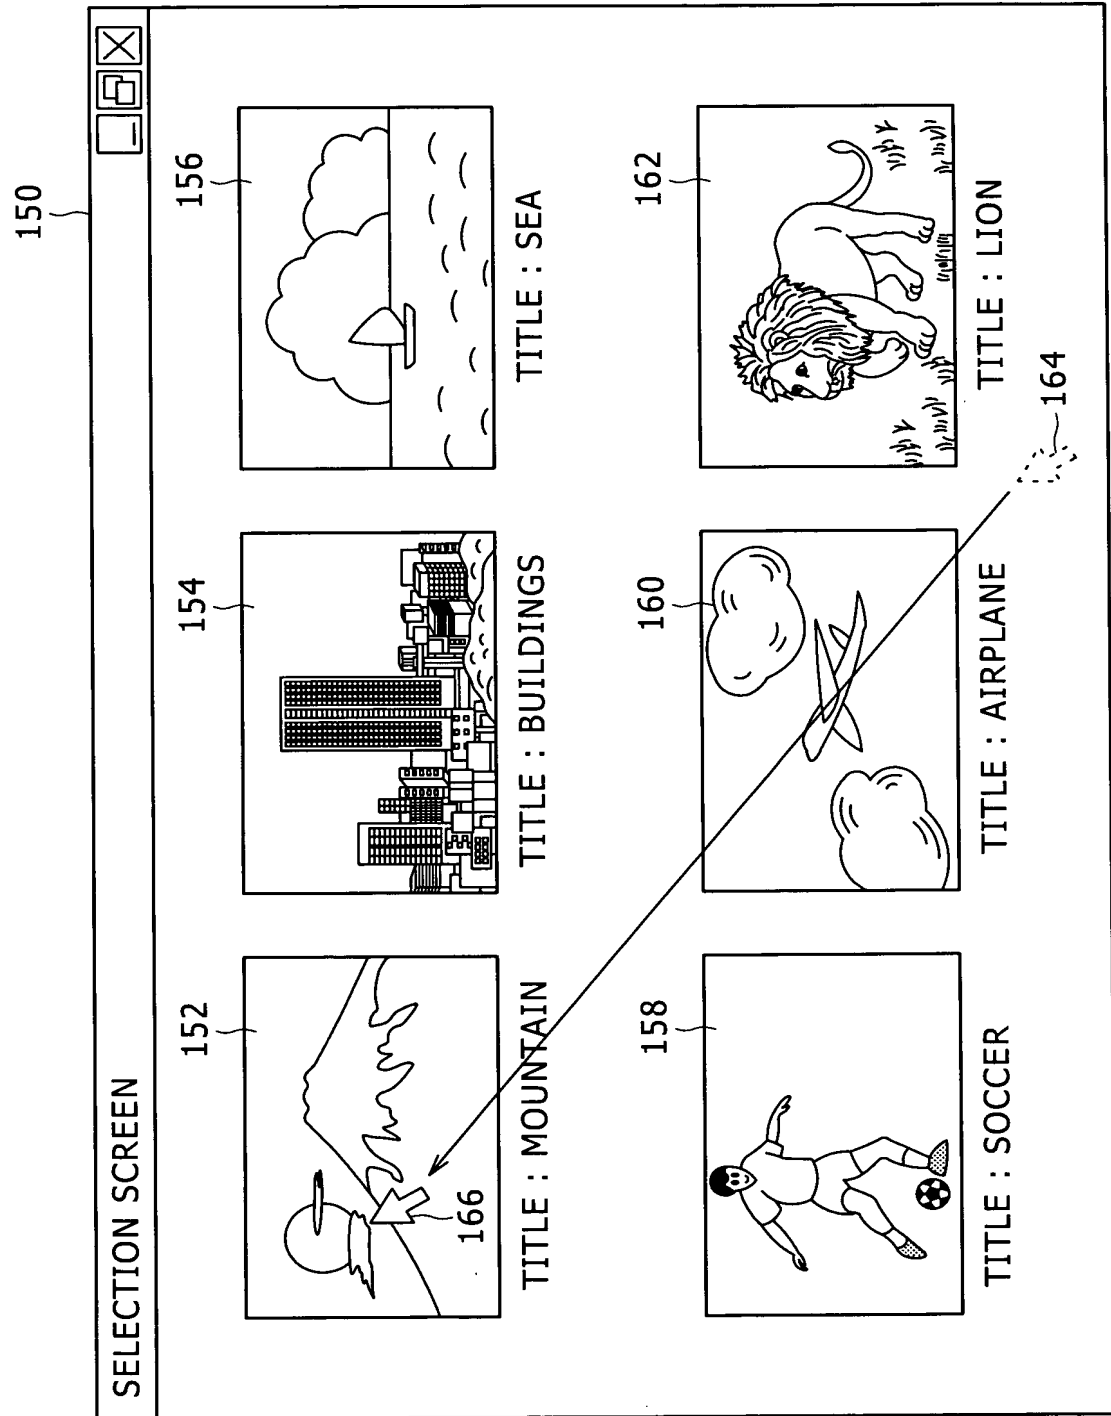 150
SELECTION SCREEN
152
154
156
166
TITLE : MOUNTAIN
TITLE : BUILDINGS
TITLE : SEA
158
160
162
TITLE : SOCCER
TITLE : AIRPLANE
TITLE : LION
164